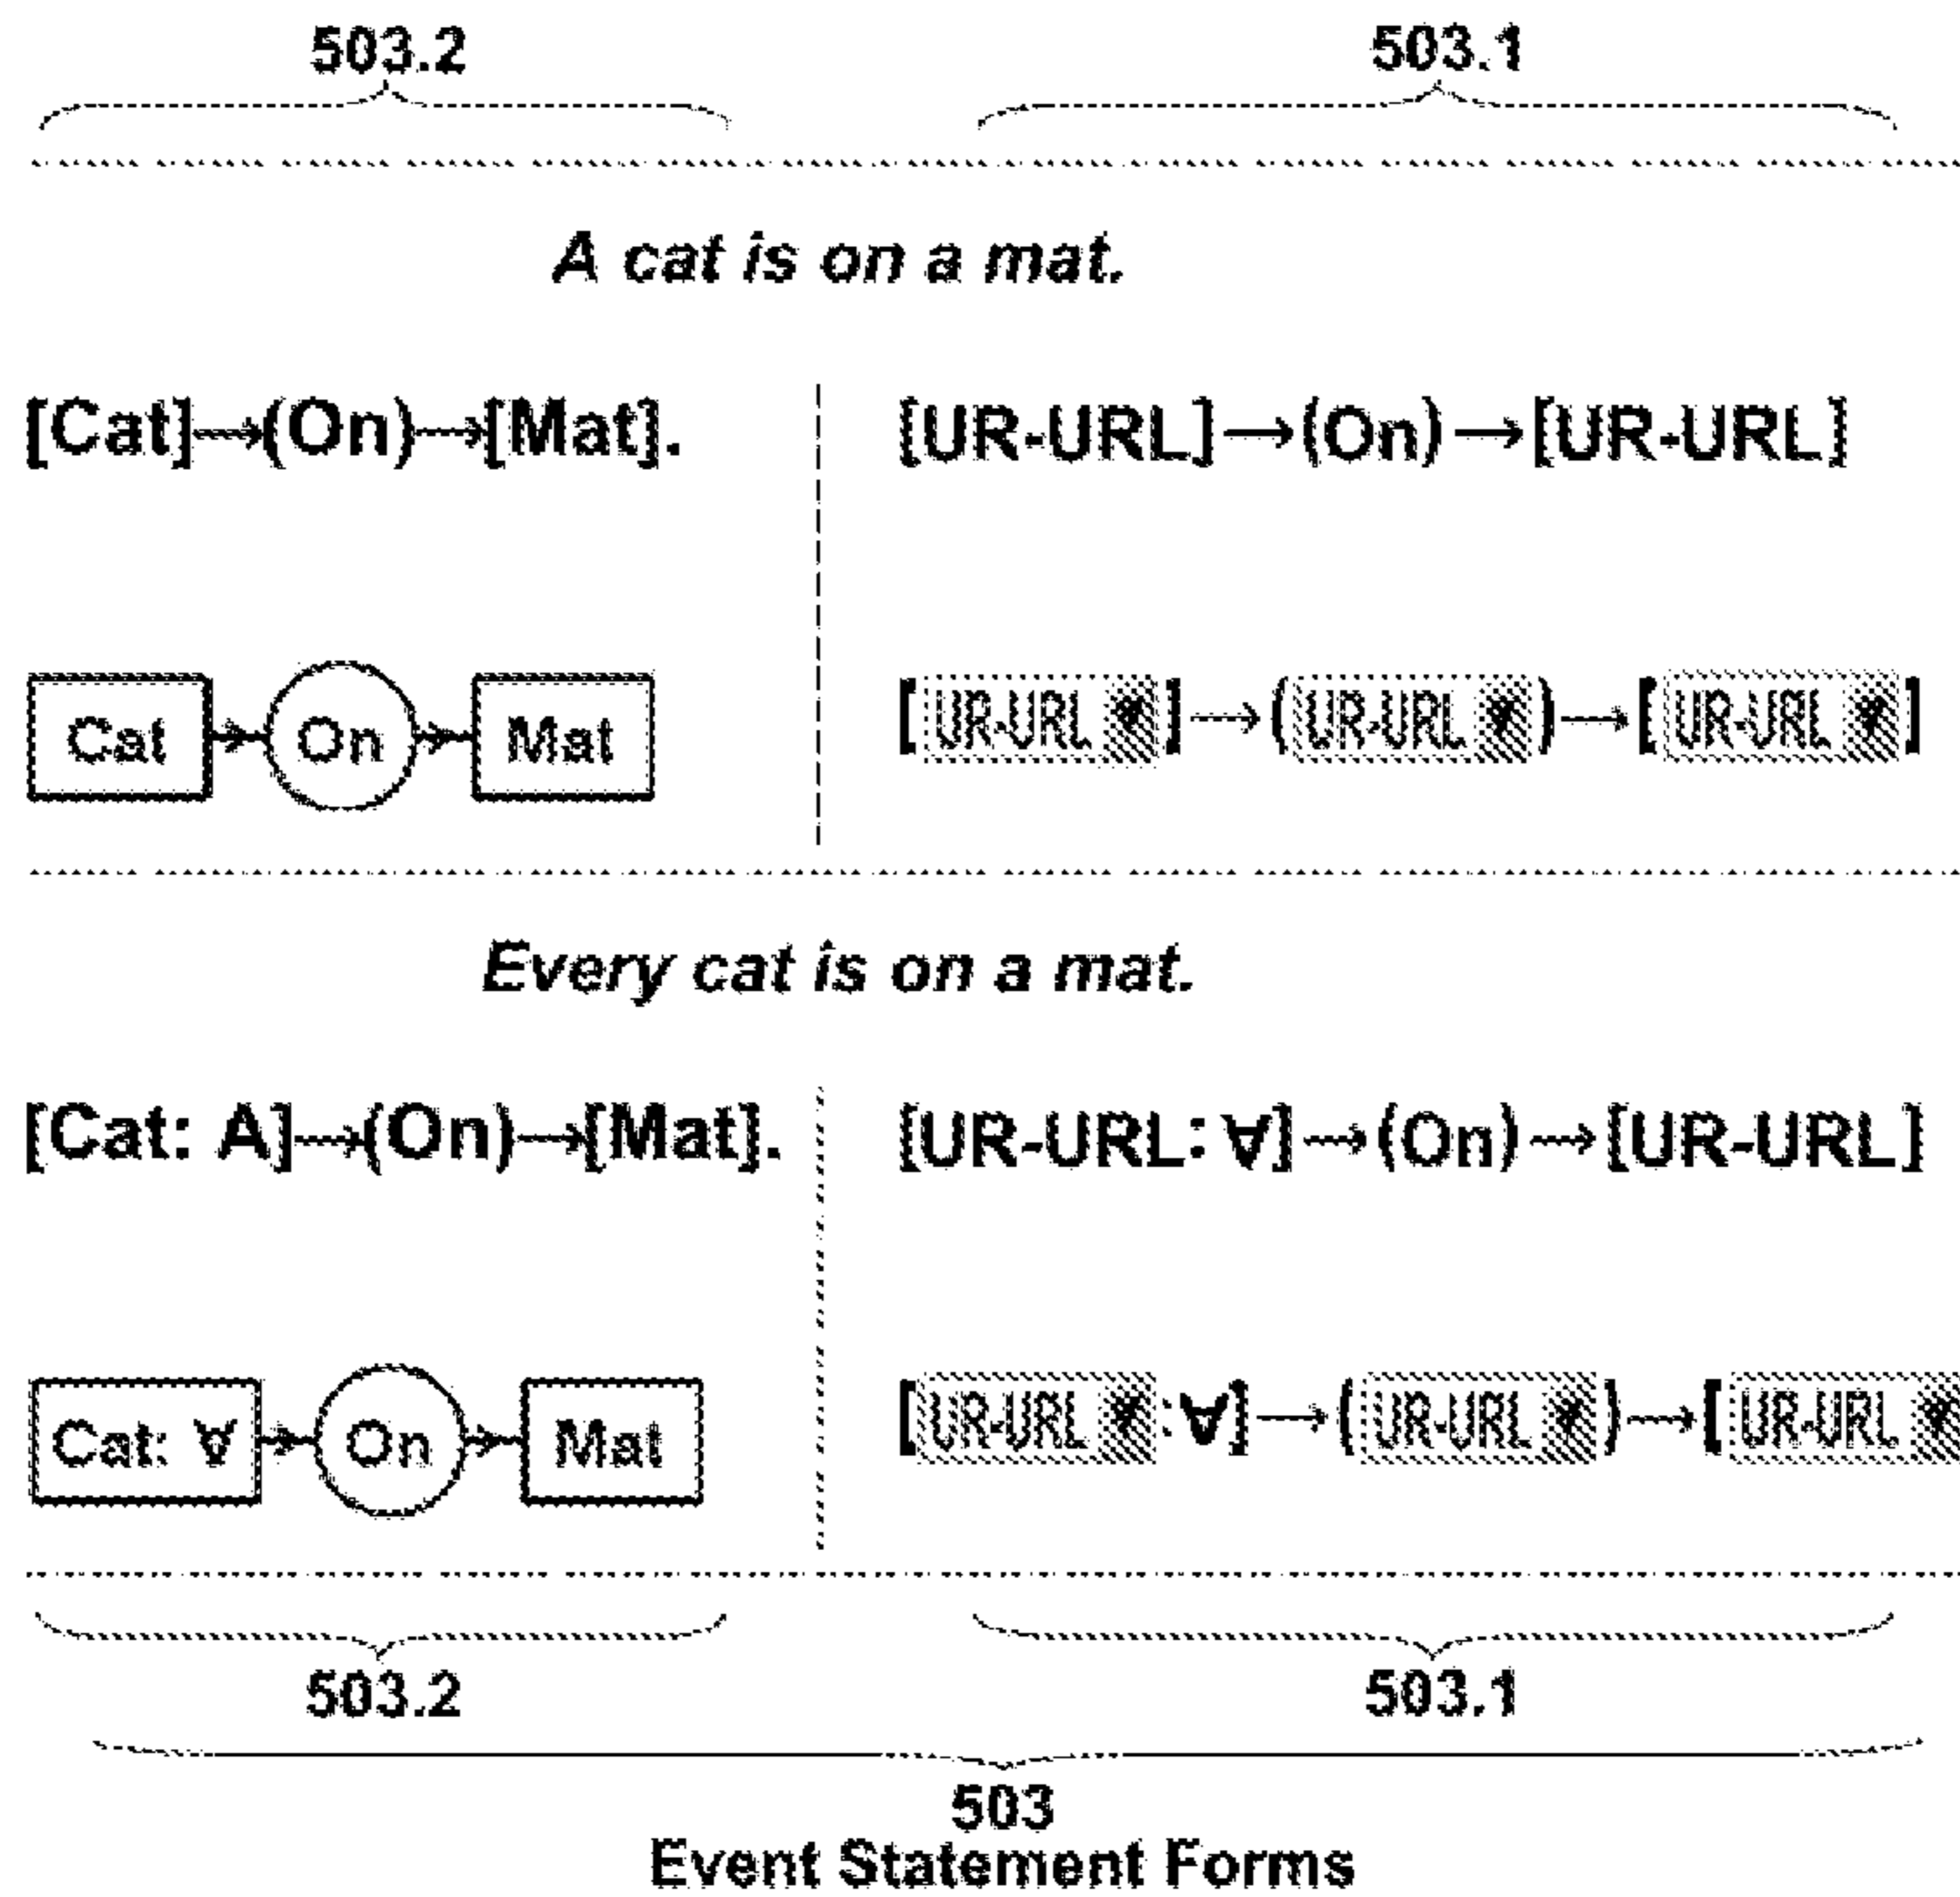 503.2 503.1
A cat is on a mat.
[Cat]→(On)→[Mat]. [UR-URL]→(On)→[UR-URL]
Cat On Mat [UR-URL]→(UR-URL)→[UR-URL]
Every cat is on a mat.
[Cat: A]→(On)→[Mat]. [UR-URL: ∀]→(On)→[UR-URL]
Cat: ∀ On Mat [UR-URL :∀]→(UR-URL)→[UR-URL
503.2 503.1
503
Event Statement Forms